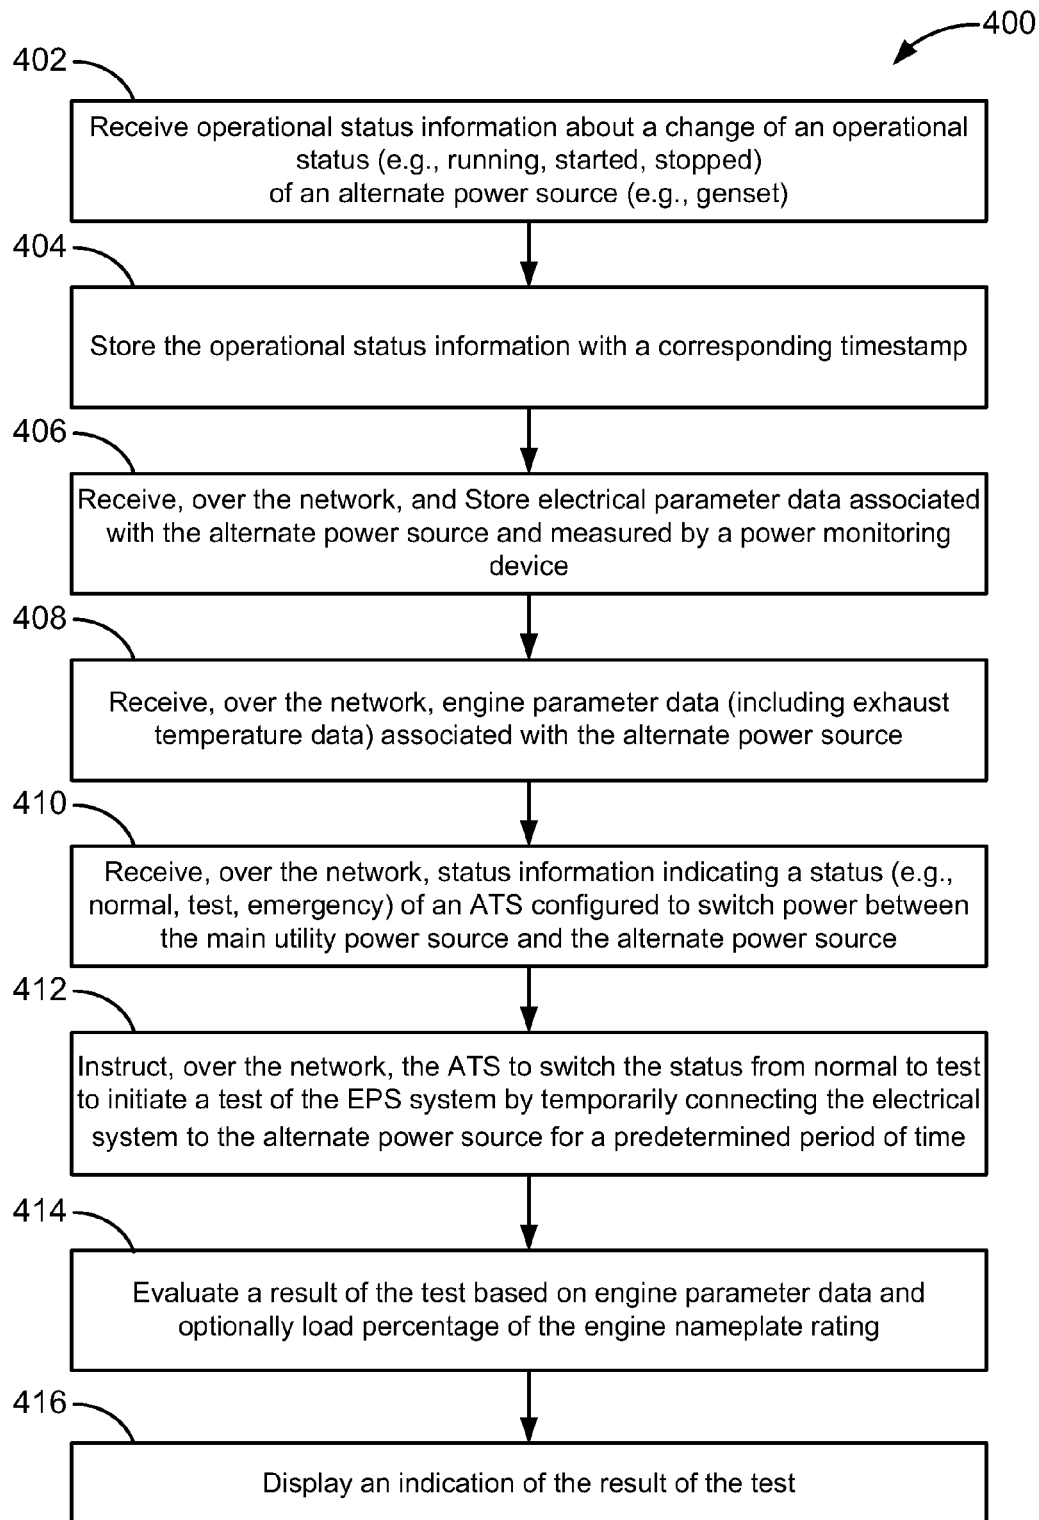 400
402
Receive operational status information about a change of an operational
status (e.g., running, started, stopped)
of an alternate power source (e.g., genset)
404
Store the operational status information with a corresponding timestamp
406
Receive, over the network, and Store electrical parameter data associated
with the alternate power source and measured by a power monitoring
device
408
Receive, over the network, engine parameter data (including exhaust
temperature data) associated with the alternate power source
410
Receive, over the network, status information indicating a status (e.g.,
normal, test, emergency) of an ATS configured to switch power between
the main utility power source and the alternate power source
412
Instruct, over the network, the ATS to switch the status from normal to test
to initiate a test of the EPS system by temporarily connecting the electrical
system to the alternate power source for a predetermined period of time
414
Evaluate a result of the test based on engine parameter data and
optionally load percentage of the engine nameplate rating
416
Display an indication of the result of the test